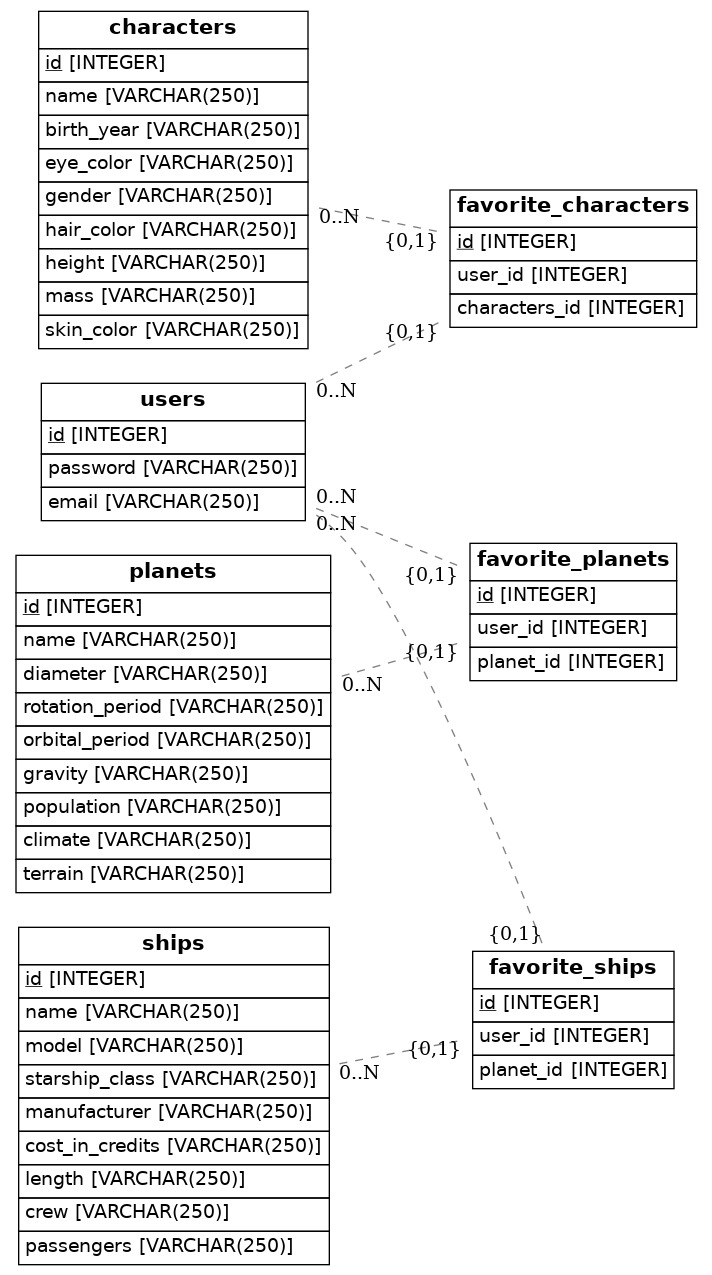 characters
id [INTEGER]
name [VARCHAR(250)]
birth_year [VARCHAR(250)]
eye_color [VARCHAR(250)]
gender [VARCHAR(250)]
hair_color [VARCHAR(250)]
height [VARCHAR(250)]
mass [VARCHAR(250)]
skin_color [VARCHAR(250)]
0..N
{0,1}
favorite_characters
id [INTEGER]
user_id [INTEGER]
characters_id [INTEGER]
{0,1}
0..N
users
id [INTEGER]
password [VARCHAR(250)]
email [VARCHAR(250)]
0..N
0..N
{0,1}
favorite_planets
id [INTEGER]
user_id [INTEGER]
planet_id [INTEGER]
{0,1}
0..N
planets
id [INTEGER]
name [VARCHAR(250)]
diameter [VARCHAR(250)]
rotation_period [VARCHAR(250)]
orbital_period [VARCHAR(250)]
gravity [VARCHAR(250)]
population [VARCHAR(250)]
climate [VARCHAR(250)]
terrain [VARCHAR(250)]
ships
id [INTEGER]
name [VARCHAR(250)]
model [VARCHAR(250)]
starship_class [VARCHAR(250)]
manufacturer [VARCHAR(250)]
cost_in_credits [VARCHAR(250)]
length [VARCHAR(250)]
crew [VARCHAR(250)]
passengers [VARCHAR(250)]
0..N
{0,1}
{0,1}
favorite_ships
id [INTEGER]
user_id [INTEGER]
planet_id [INTEGER]